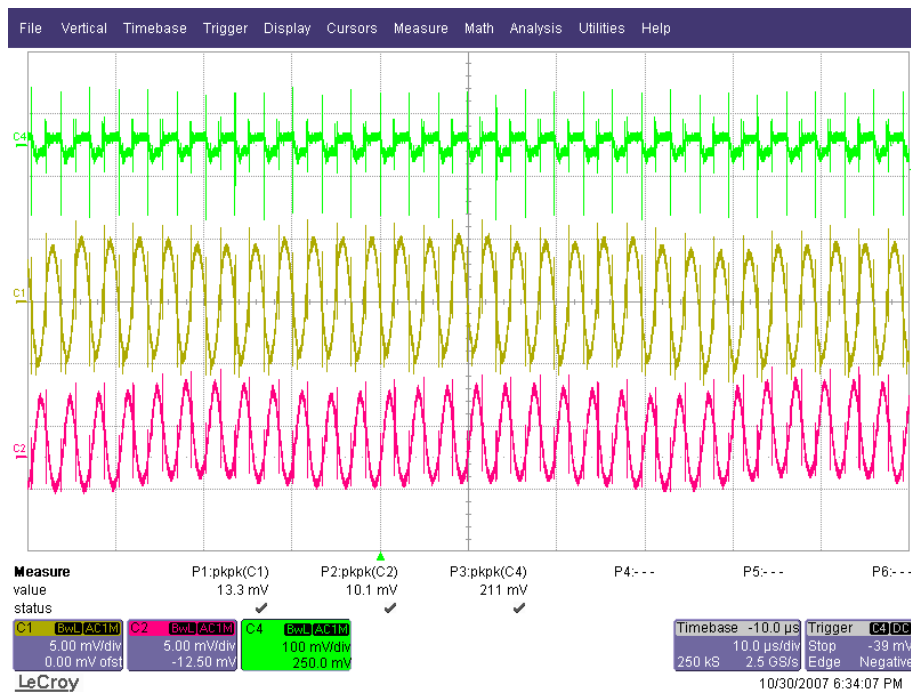 File Vertical Timebase Trigger Display Cursors Measure Math Analysis Utilities Help
C4
C1
C2
Measure P1:pkpk(C1) P2:pkpk(C2) P3:pkpk(C4) P4:- - - P5:- - - P6:- - -
value 13.3 mV 10.1 mV 211 mV
status
C1 BwL AC1M C2 BwL AC1M C4 BwL AC1M Timebase -10.0 µs Trigger C4 DC
5.00 mV/div 5.00 mV/div 100 mV/div 10.0 µs/div Stop -39 mV
0.00 mV ofst -12.50 mV 250.0 mV 250 kS 2.5 GS/s Edge Negative
LeCroy 10/30/2007 6:34:07 PM